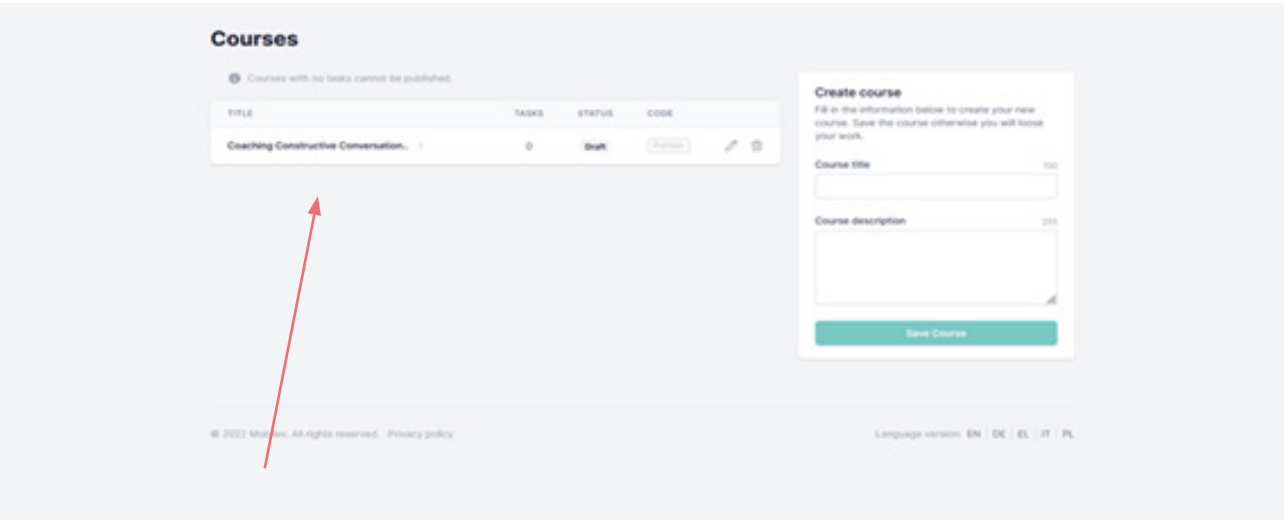 Courses
Courses with no tasks cannot be published.
TITLE TASKS STATUS CODE
Coaching Constructive Conversation.. 0 Draft Publish
Create course
Fill in the information below to create your new
course. Save the course otherwise you will loose
your work.
Course title 100
Course description 255
Save Course
© 2022 All rights reserved. Privacy policy
Language version: EN DE EL IT PL